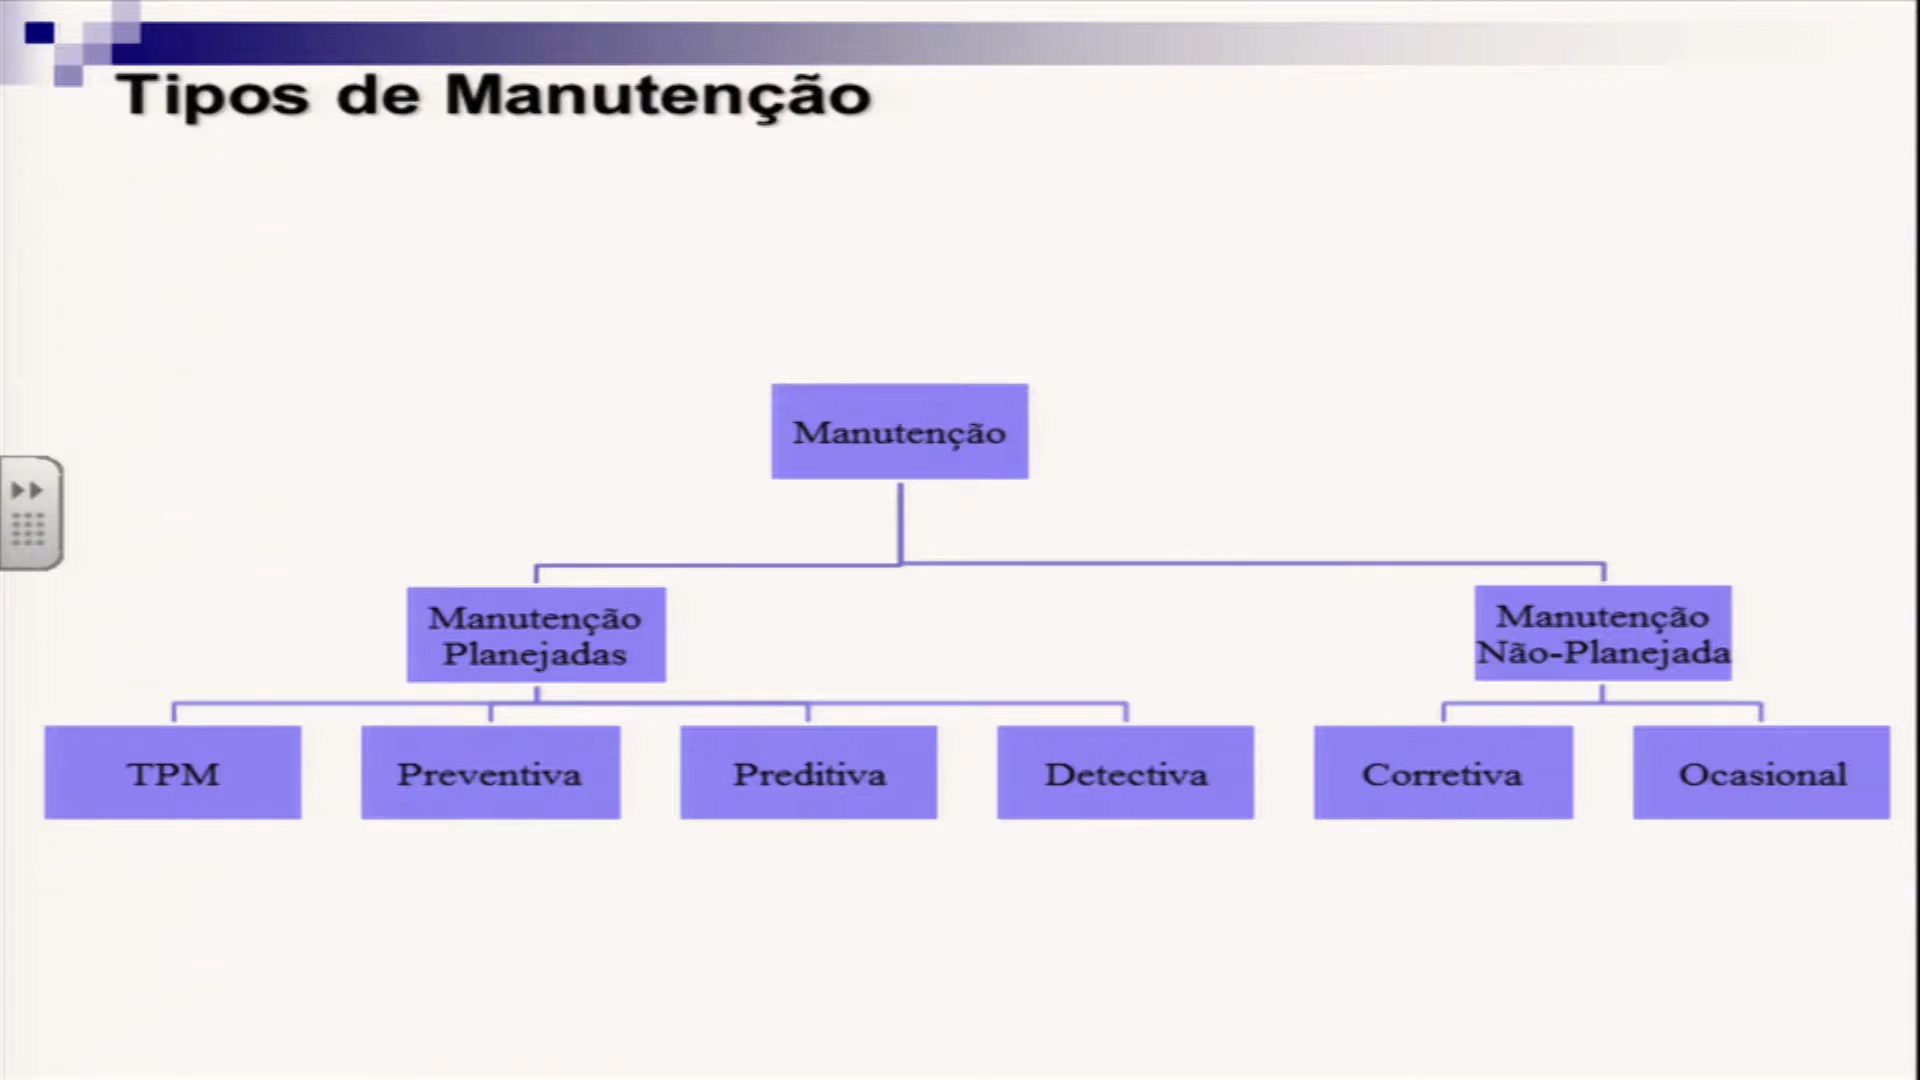 Tipos de Manutenção
Manutenção
Manutenção
Planejadas
Manutenção
Não-Planejada
TPM
Preventiva
Preditiva
Detectiva
Corretiva
Ocasional